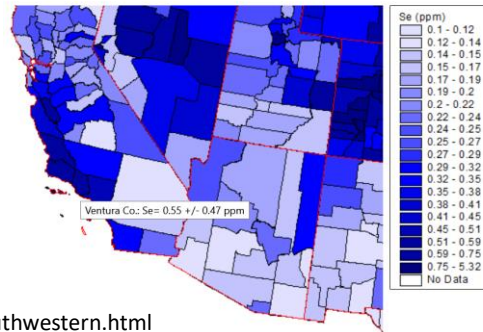 Se (ppm)
0.1 - 0.12
0.12 - 0.14
0.14 - 0.15
0.15 - 0.17
0.17 - 0.19
0.19 - 0.2
0.2 - 0.22
0.22 - 0.24
0.24 - 0.25
0.25 - 0.27
0.27 - 0.29
0.29 - 0.32
0.32 - 0.35
0.35 - 0.38
0.38 - 0.41
0.41 - 0.45
0.45 - 0.51
0.51 - 0.59
0.59 - 0.75
0.75 - 5.32
No Data
Ventura Co.: Se= 0.55 +/- 0.47 ppm
uthwestern.html